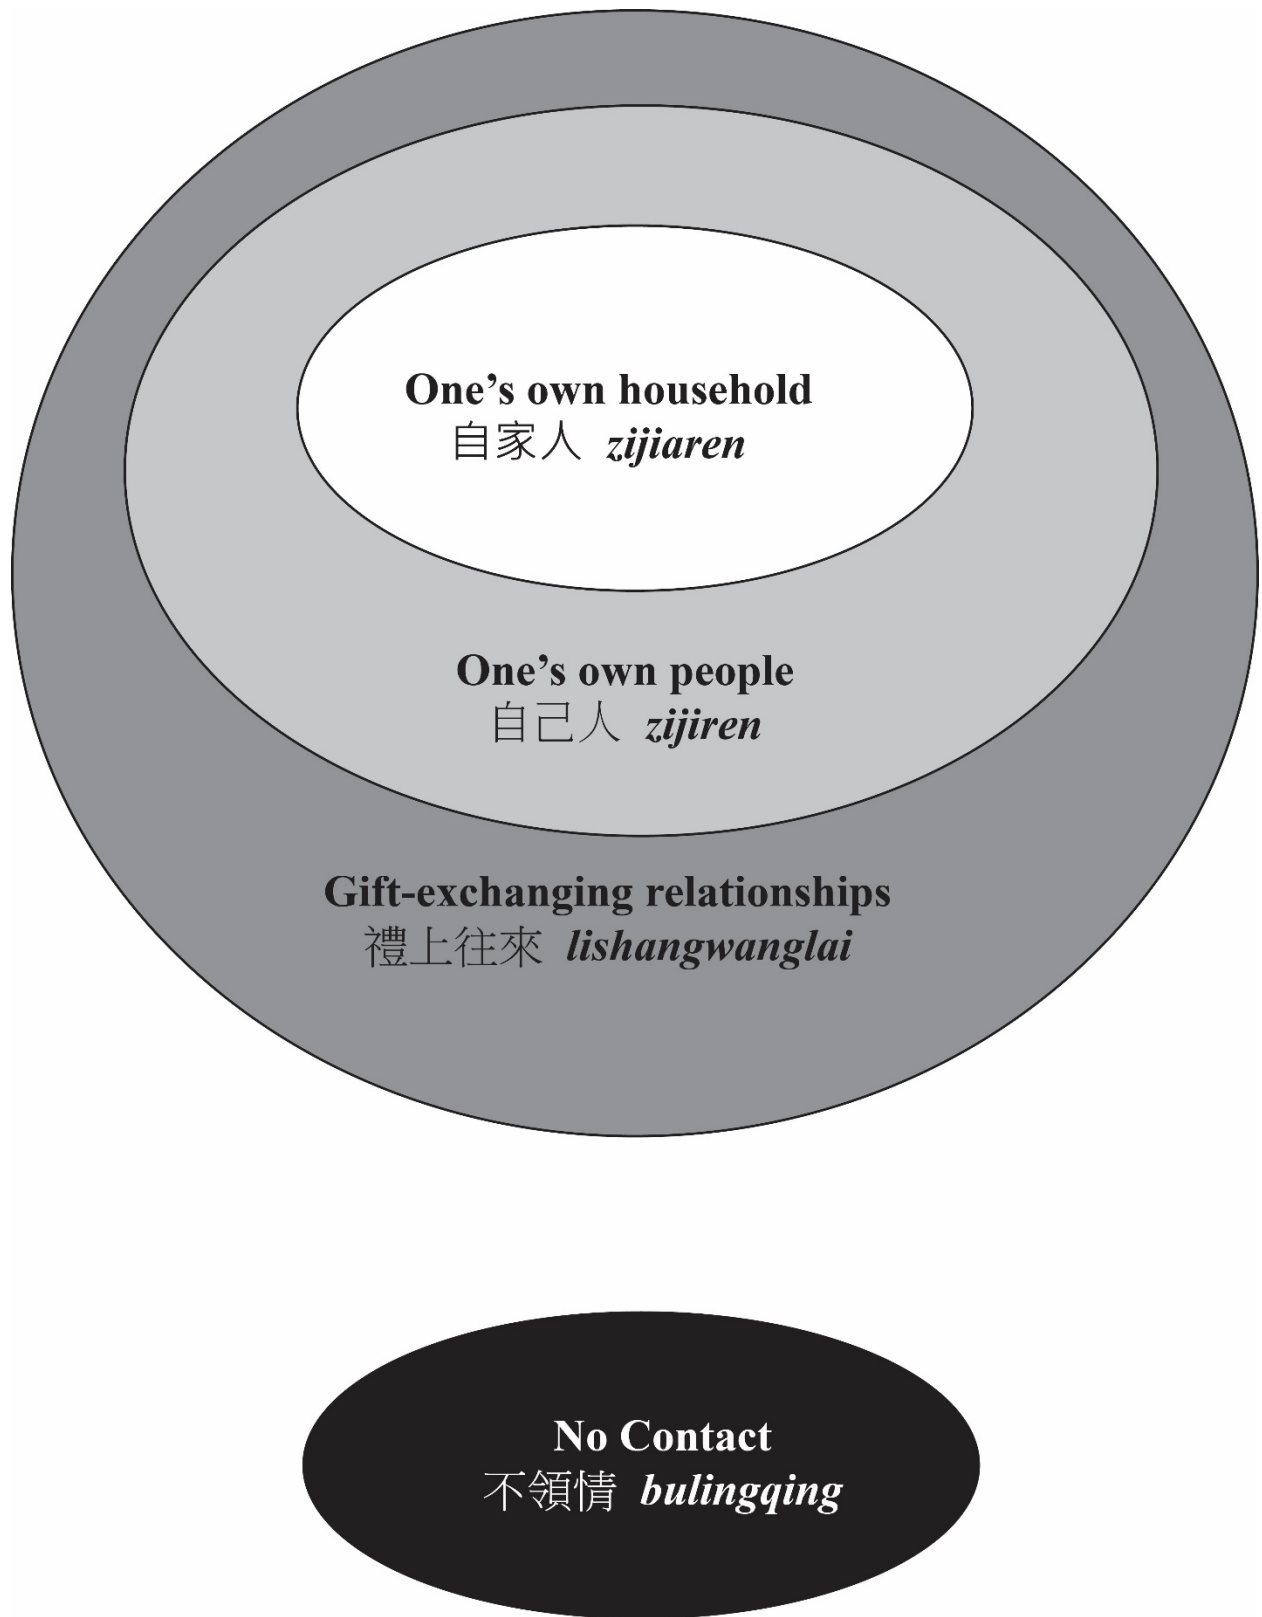 One’s own household
自家人 zijiaren
One’s own people
自己人 zijiren
Gift-exchanging relationships
禮上往來 lishangwanglai
No Contact
不領情 bulingqing